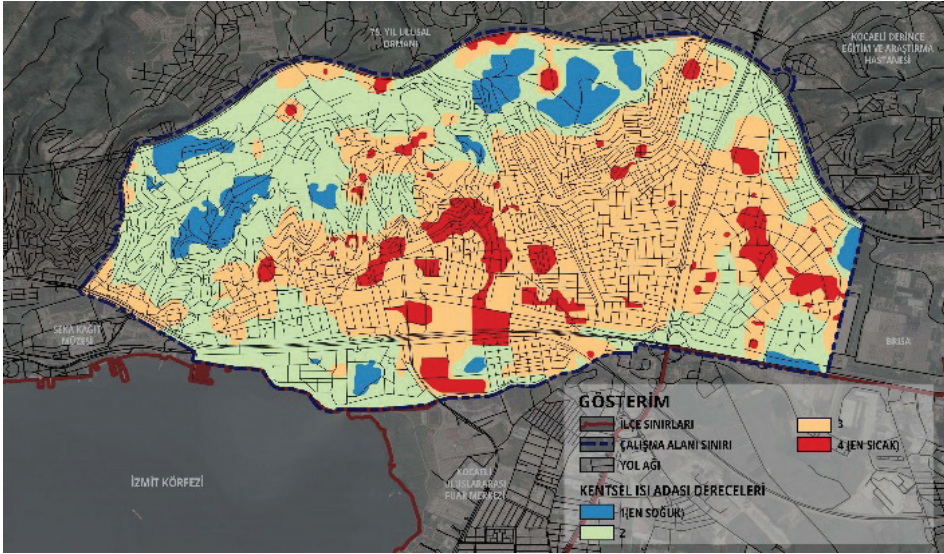 75. YIL ULUSAL
ORMANI
KOCAELİ DERİNCE
EĞİTİM VE ARAŞTIRMA
HASTANESİ
SEKA KAĞIT
MÜZESİ
BRISA
İZMİT KÖRFEZİ
KOCAELİ
ULUSLARARASI
FUAR MERKEZİ
GÖSTERİM
İLÇE SINIRLARI
ÇALIŞMA ALANI SINIRI
YOL AĞI
KENTSEL ISI ADASI DERECELERİ
1(EN SOĞUK)
2
3
4 (EN SICAK)